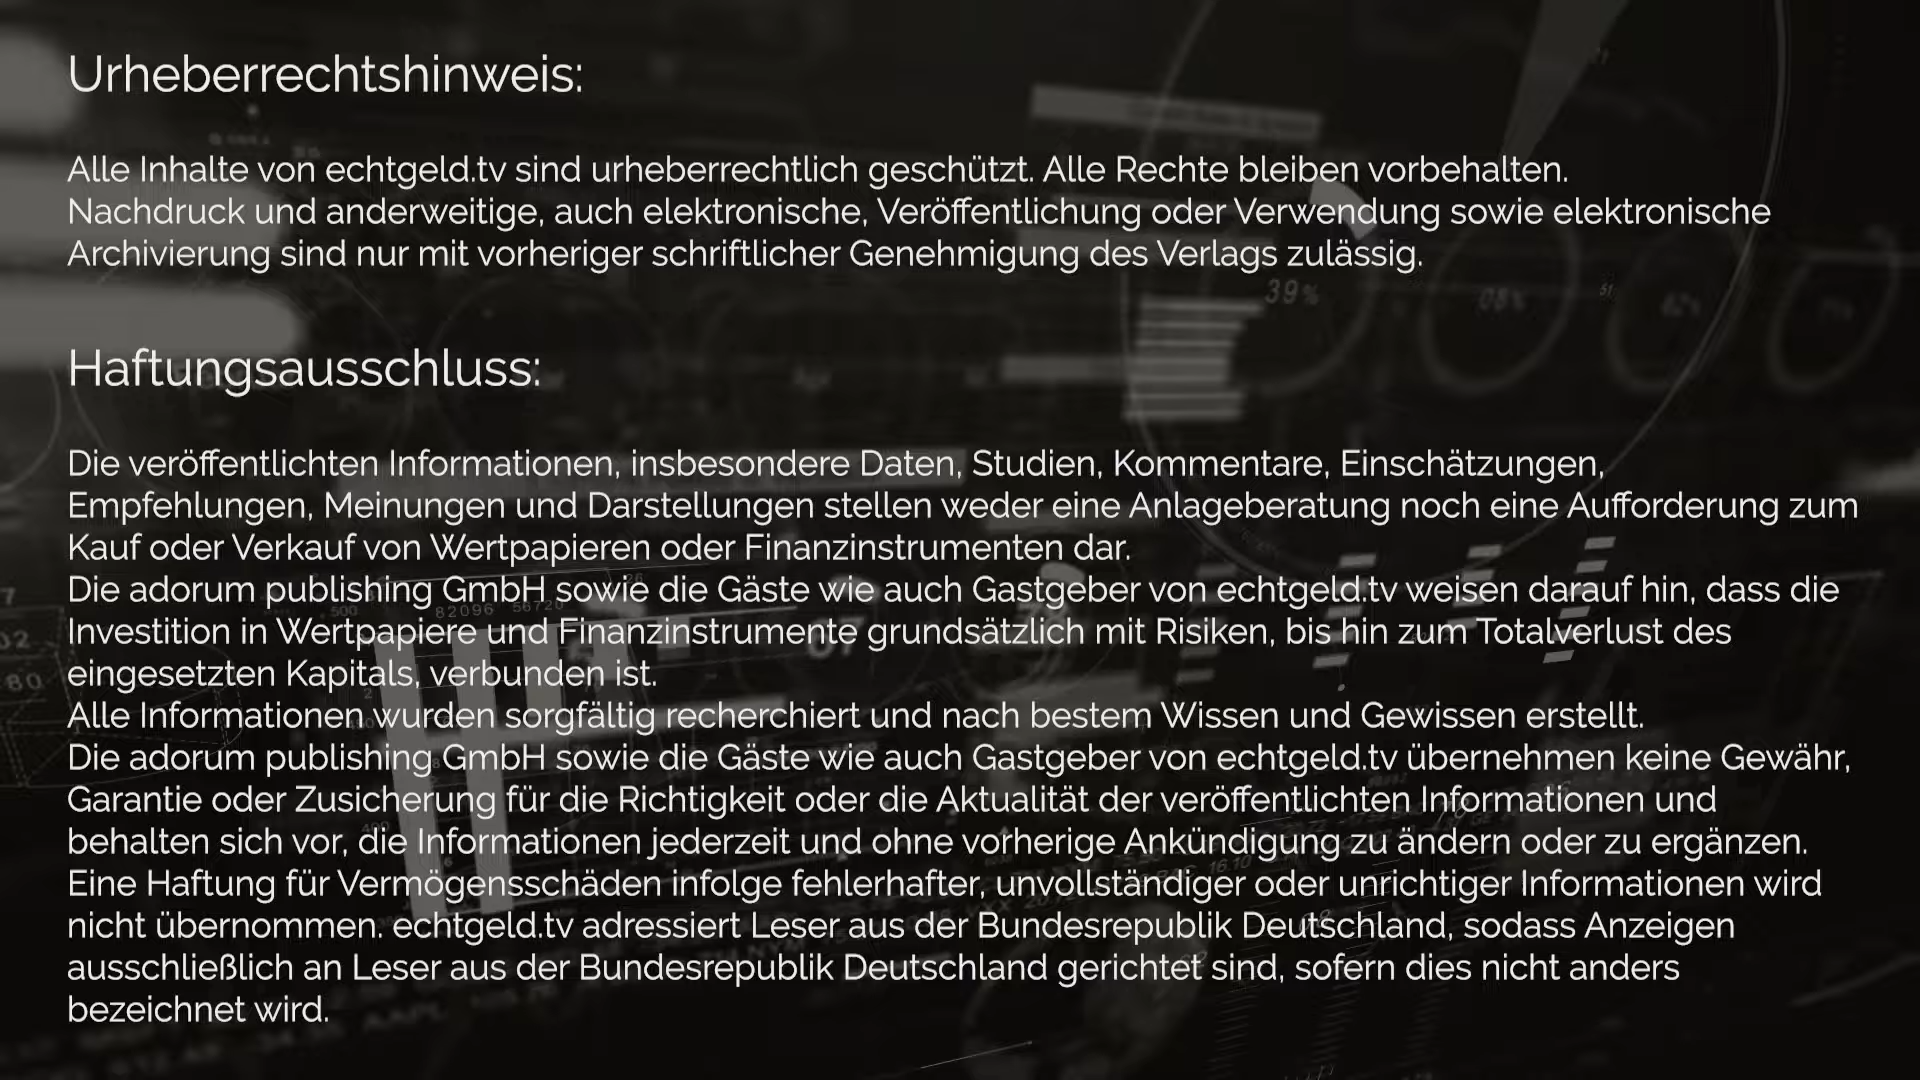 Urheberrechtshinweis:
Alle Inhalte von echtgeld.tv sind urheberrechtlich geschützt. Alle Rechte bleiben vorbehalten.
Nachdruck und anderweitige, auch elektronische, Veröffentlichung oder Verwendung sowie elektronische
Archivierung sind nur mit vorheriger schriftlicher Genehmigung des Verlags zulässig.
39%
Haftungsausschluss:
Die veröffentlichten Informationen, insbesondere Daten, Studien, Kommentare, Einschätzungen,
Empfehlungen, Meinungen und Darstellungen stellen weder eine Anlageberatung noch eine Aufforderung zum
Kauf oder Verkauf von Wertpapieren oder Finanzinstrumenten dar.
Die adorum publishing GmbH sowie die Gäste wie auch Gastgeber von echtgeld.tv weisen darauf hin, dass die
82096 56720
Investition in Wertpapiere und Finanzinstrumente grundsätzlich mit Risiken, bis hin zum Totalverlust des
eingesetzten Kapitals, verbunden ist.
Alle Informationen wurden sorgfältig recherchiert und nach bestem Wissen und Gewissen erstellt.
Die adorum publishing GmbH sowie die Gäste wie auch Gastgeber von echtgeld.tv übernehmen keine Gewähr,
Garantie oder Zusicherung für die Richtigkeit oder die Aktualität der veröffentlichten Informationen und
behalten sich vor, die Informationen jederzeit und ohne vorherige Ankündigung zu ändern oder zu ergänzen.
Eine Haftung für Vermögensschäden infolge fehlerhafter, unvollständiger oder unrichtiger Informationen wird
nicht übernommen. echtgeld.tv adressiert Leser aus der Bundesrepublik Deutschland, sodass Anzeigen
ausschließlich an Leser aus der Bundesrepublik Deutschland gerichtet sind, sofern dies nicht anders
bezeichnet wird.